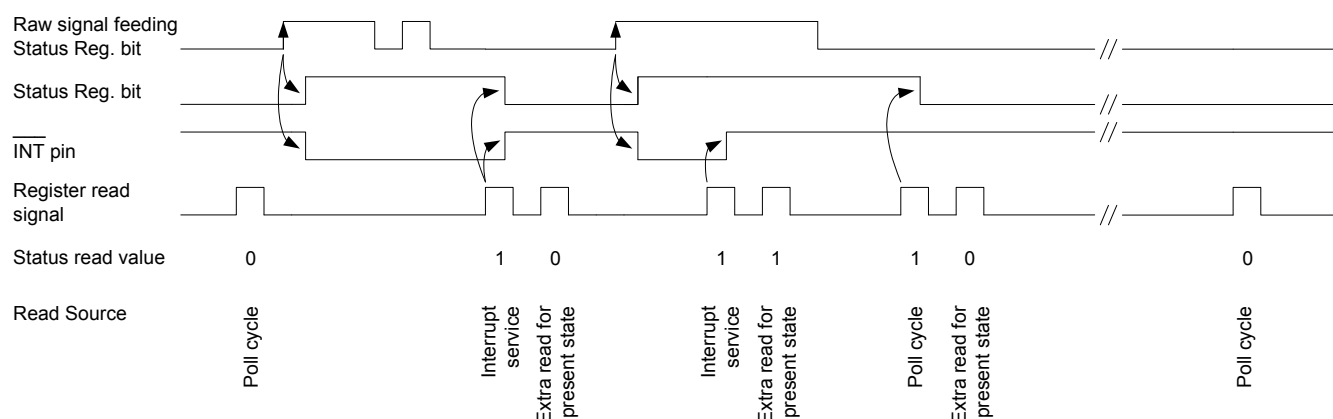 Raw signal feeding
Status Reg. bit
//
Status Reg. bit
//
INT pin
//
Register read
signal
//
Status read value 0 1 0 1 1 1 0 0
Read Source
Poll cycle
Interrupt
service
Extra read for
present state
Interrupt
service
Extra read for
present state
Poll cycle
Extra read for
present state
Poll cycle